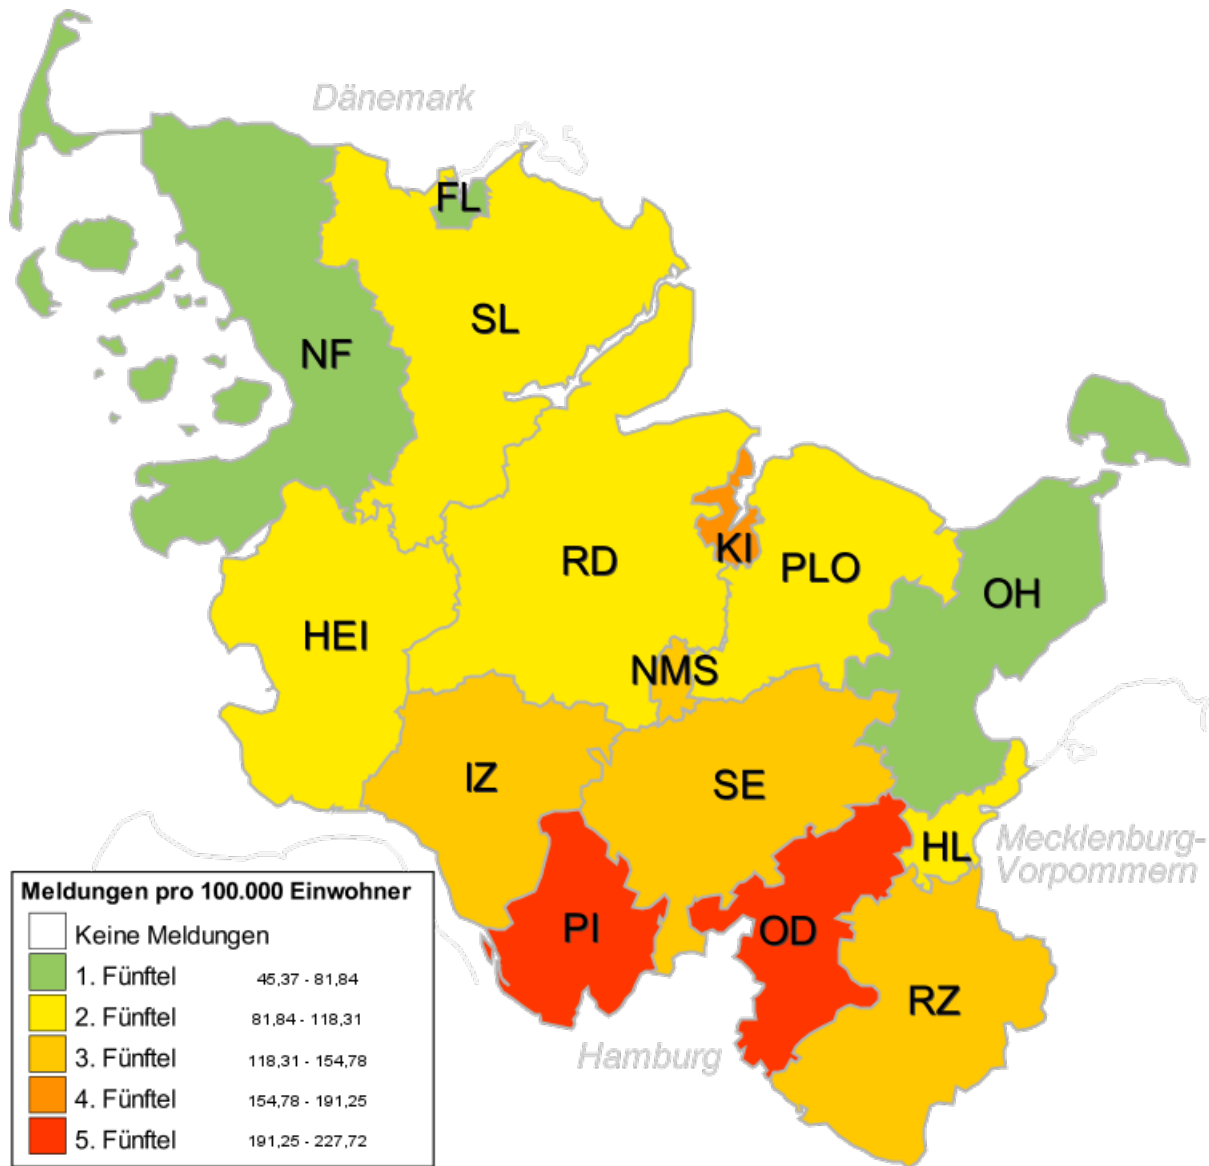 Dänemark
FL
SL
NF
RD
KI
PLO
OH
HEI
NMS
IZ
SE
HL
Mecklenburg-
Vorpommern
PI
OD
RZ
Hamburg
Meldungen pro 100.000 Einwohner
Keine Meldungen
1. Fünftel 45,37 - 81,84
2. Fünftel 81,84 - 118,31
3. Fünftel 118,31 - 154,78
4. Fünftel 154,78 - 191,25
5. Fünftel 191,25 - 227,72